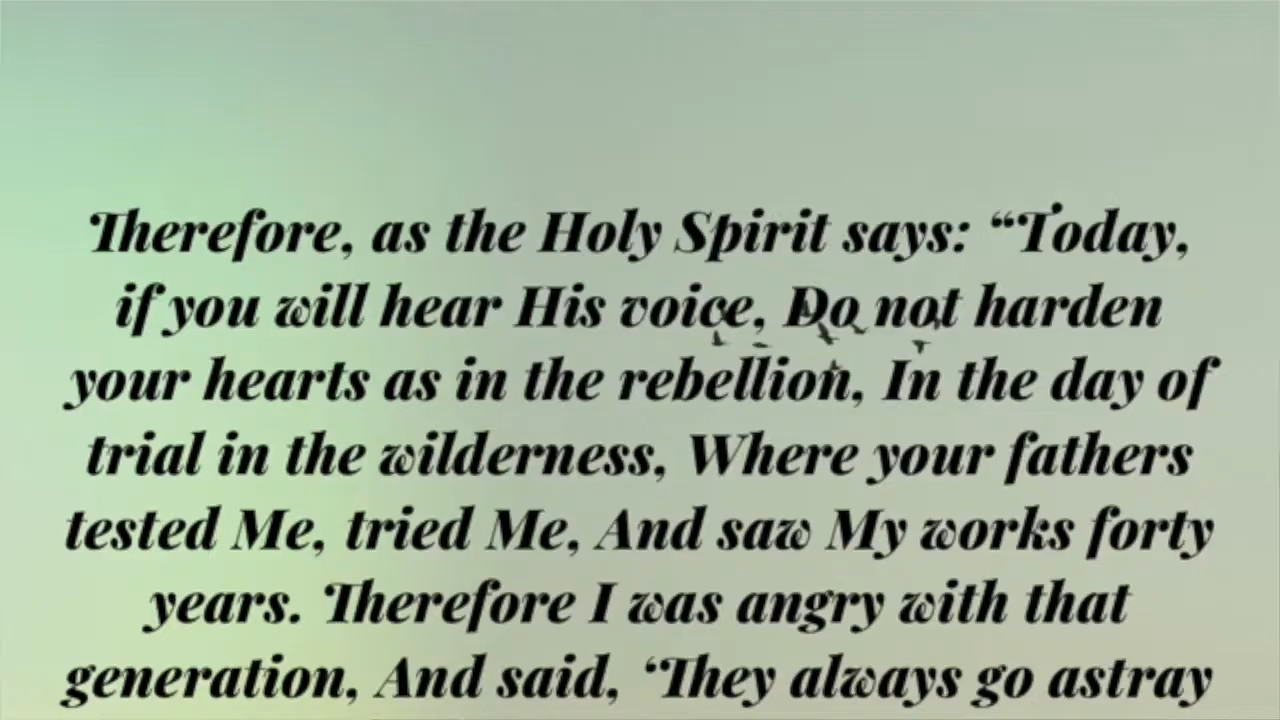 Therefore, as the Holy Spirit says: “Today,
if you will hear His voice, Do not harden
your hearts as in the rebellion, In the day of
trial in the wilderness, Where your fathers
tested Me, tried Me, And saw My works forty
years. Therefore I was angry with that
generation, And said, ‘They always go astray